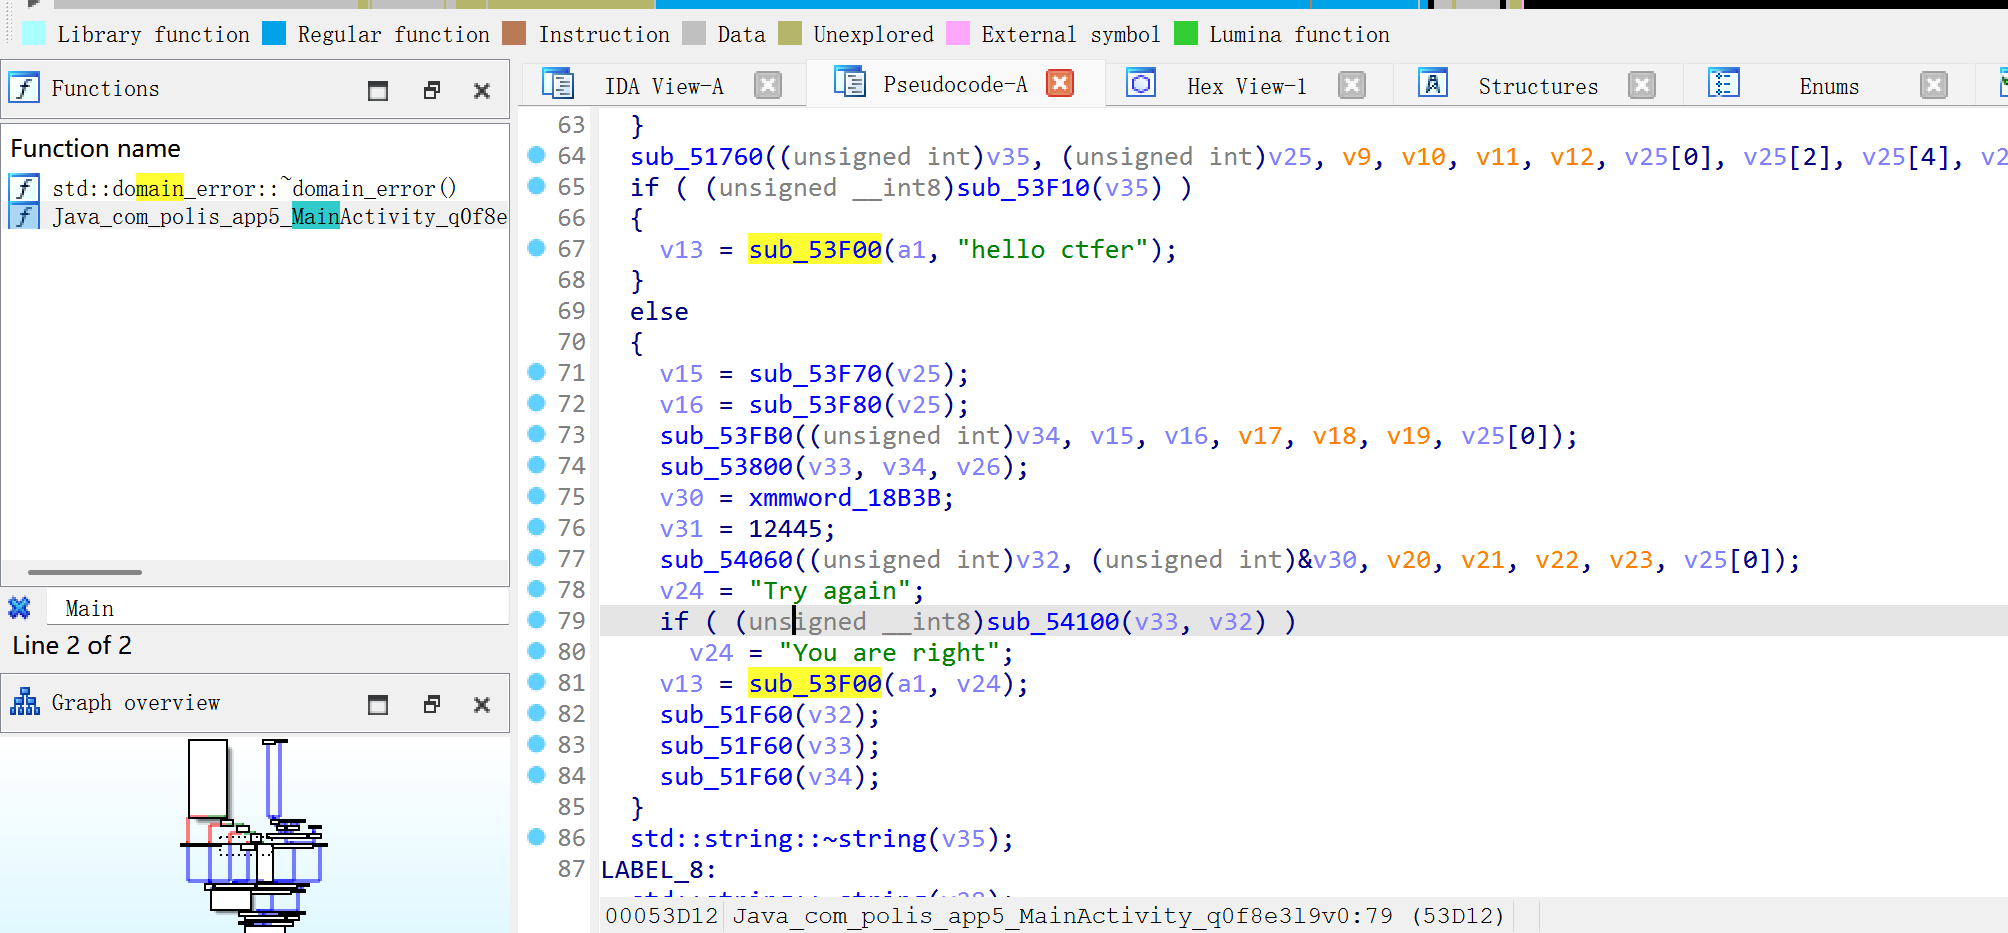 Library function Regular function Instruction Data Unexplored External symbol Lumina function
Functions
Function name
std::domain_error::~domain_error()
Java_com_polis_app5_MainActivity_q0f8e
Main
Line 2 of 2
Graph overview
IDA View-A Pseudocode-A Hex View-1 Structures Enums
63 }
64 sub_51760((unsigned int)v35, (unsigned int)v25, v9, v10, v11, v12, v25[0], v25[2], v25[4], v2
65 if ( (unsigned __int8)sub_53F10(v35) )
66 {
67 v13 = sub_53F00(a1, "hello ctfer");
68 }
69 else
70 {
71 v15 = sub_53F70(v25);
72 v16 = sub_53F80(v25);
73 sub_53FB0((unsigned int)v34, v15, v16, v17, v18, v19, v25[0]);
74 sub_53800(v33, v34, v26);
75 v30 = xmmword_18B3B;
76 v31 = 12445;
77 sub_54060((unsigned int)v32, (unsigned int)&v30, v20, v21, v22, v23, v25[0]);
78 v24 = "Try again";
79 if ( (unsigned __int8)sub_54100(v33, v32) )
80 v24 = "You are right";
81 v13 = sub_53F00(a1, v24);
82 sub_51F60(v32);
83 sub_51F60(v33);
84 sub_51F60(v34);
85 }
86 std::string::~string(v35);
87 LABEL_8:
00053D12 Java_com_polis_app5_MainActivity_q0f8e3l9v0:79 (53D12)